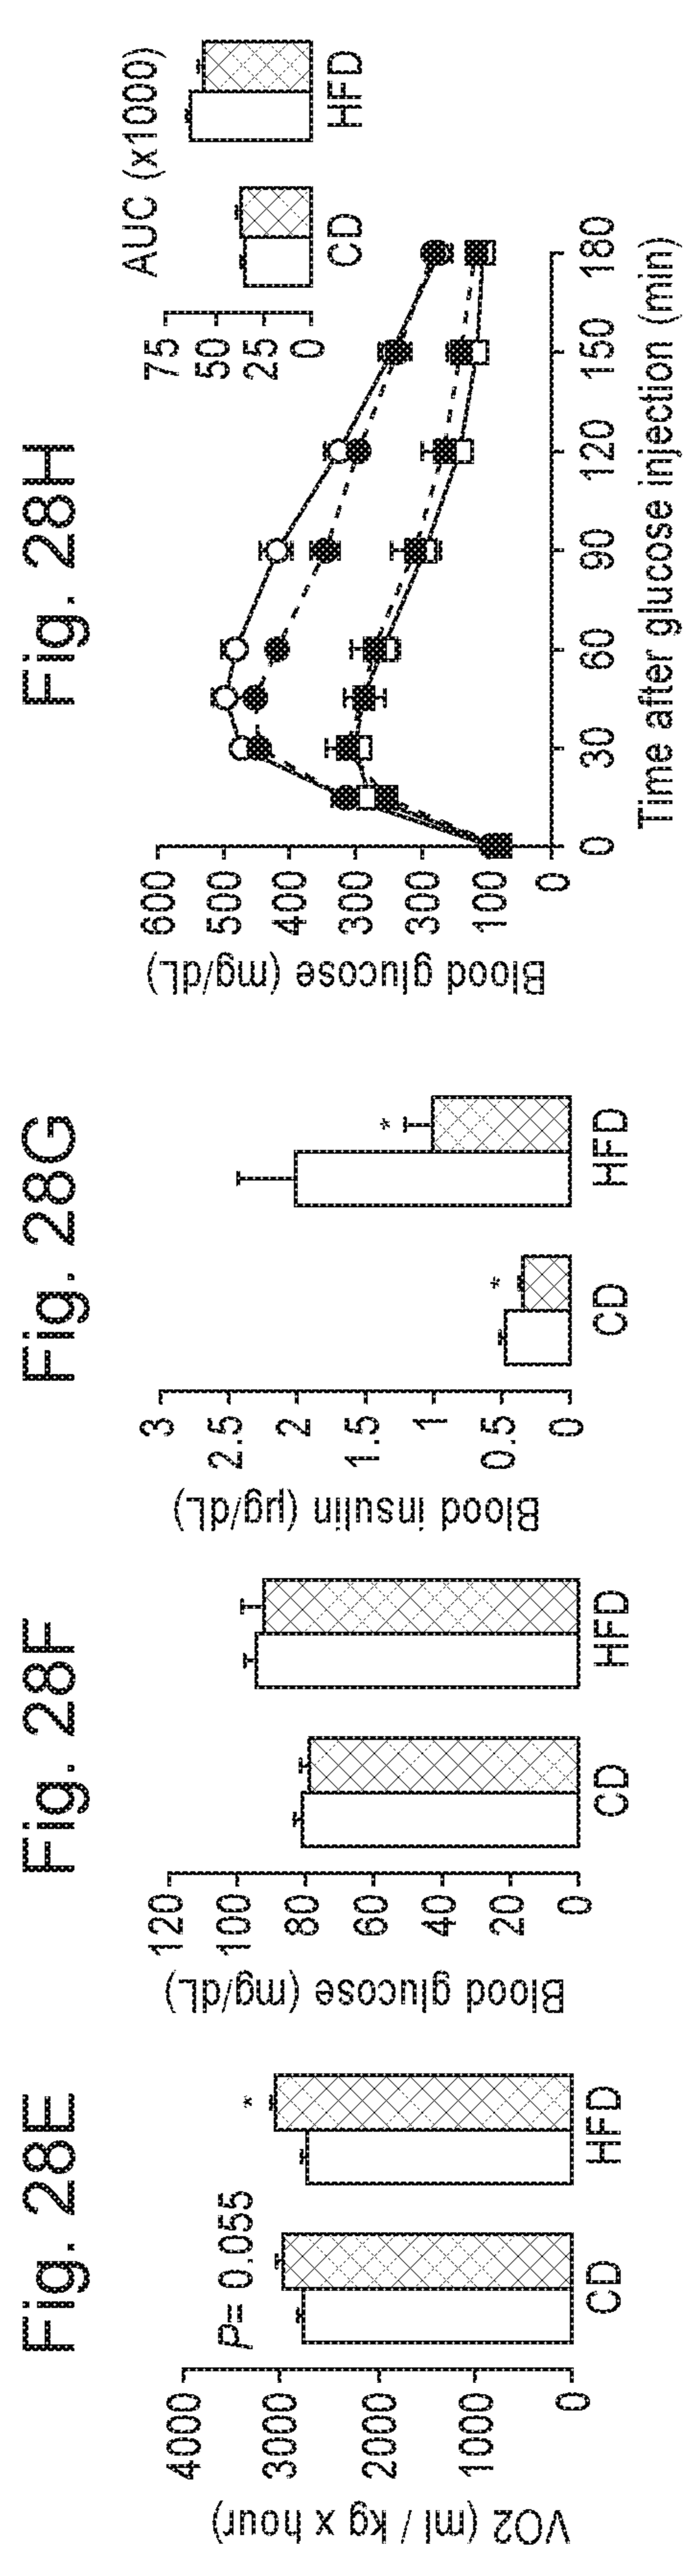 Fig. 28E
VO2 (ml / kg x hour)
4000
3000
2000
1000
0
P= 0.055
*
CD
HFD
Fig. 28F
Blood glucose (mg/dL)
120
100
80
60
40
20
0
CD
HFD
Fig. 28G
Blood insulin (µg/dL)
3
2.5
2
1.5
1
0.5
0
*
*
CD
HFD
Fig. 28H
Blood glucose (mg/dL)
600
500
400
300
300
100
0
0
30
60
90
120
150
180
Time after glucose injection (min)
AUC (x1000)
75
50
25
0
CD
HFD